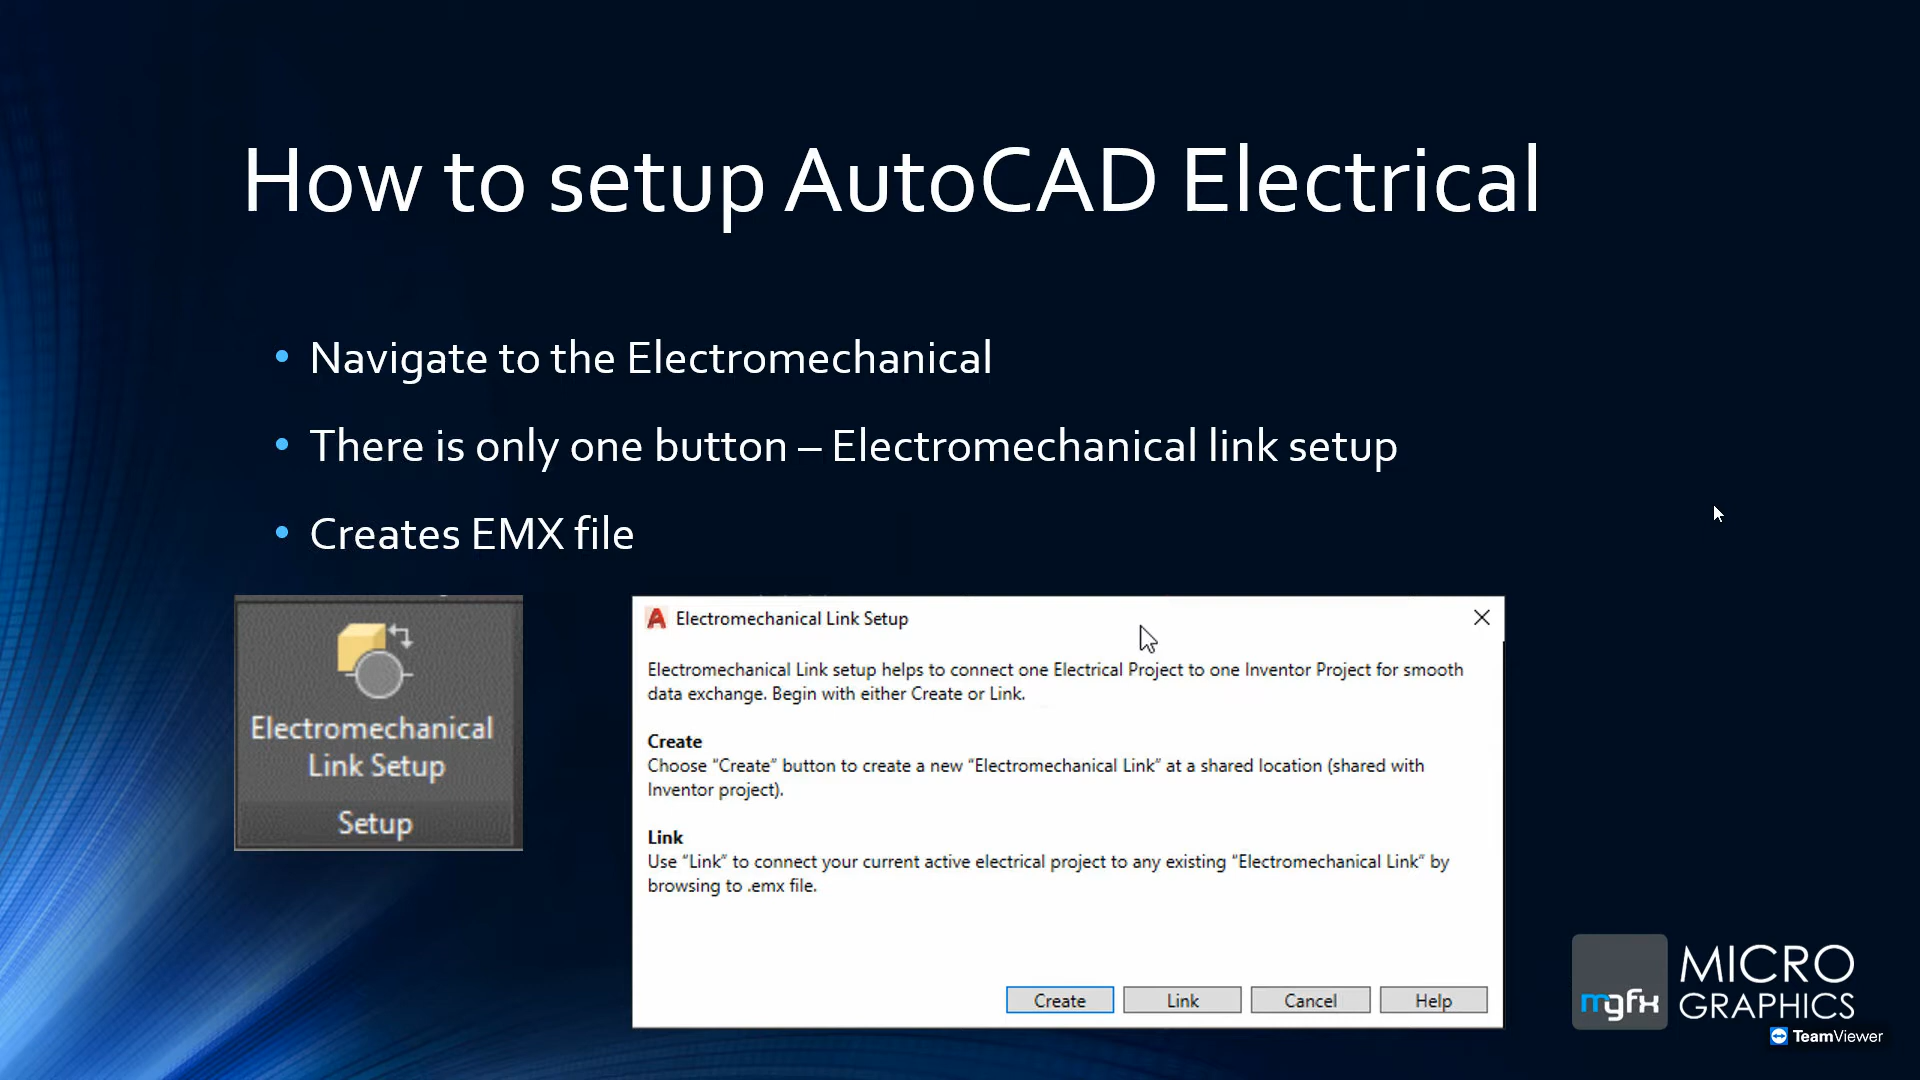 How to setup AutoCAD Electrical
• Navigate to the Electromechanical
• There is only one button – Electromechanical link setup
• Creates EMX file
Electromechanical
Link Setup
Setup
Electromechanical Link Setup
Electromechanical Link setup helps to connect one Electrical Project to one Inventor Project for smooth
data exchange. Begin with either Create or Link.
Create
Choose “Create” button to create a new “Electromechanical Link” at a shared location (shared with
Inventor project).
Link
Use “Link” to connect your current active electrical project to any existing “Electromechanical Link” by
browsing to .emx file.
Create Link Cancel Help
mgfx
MICRO
GRAPHICS
TeamViewer